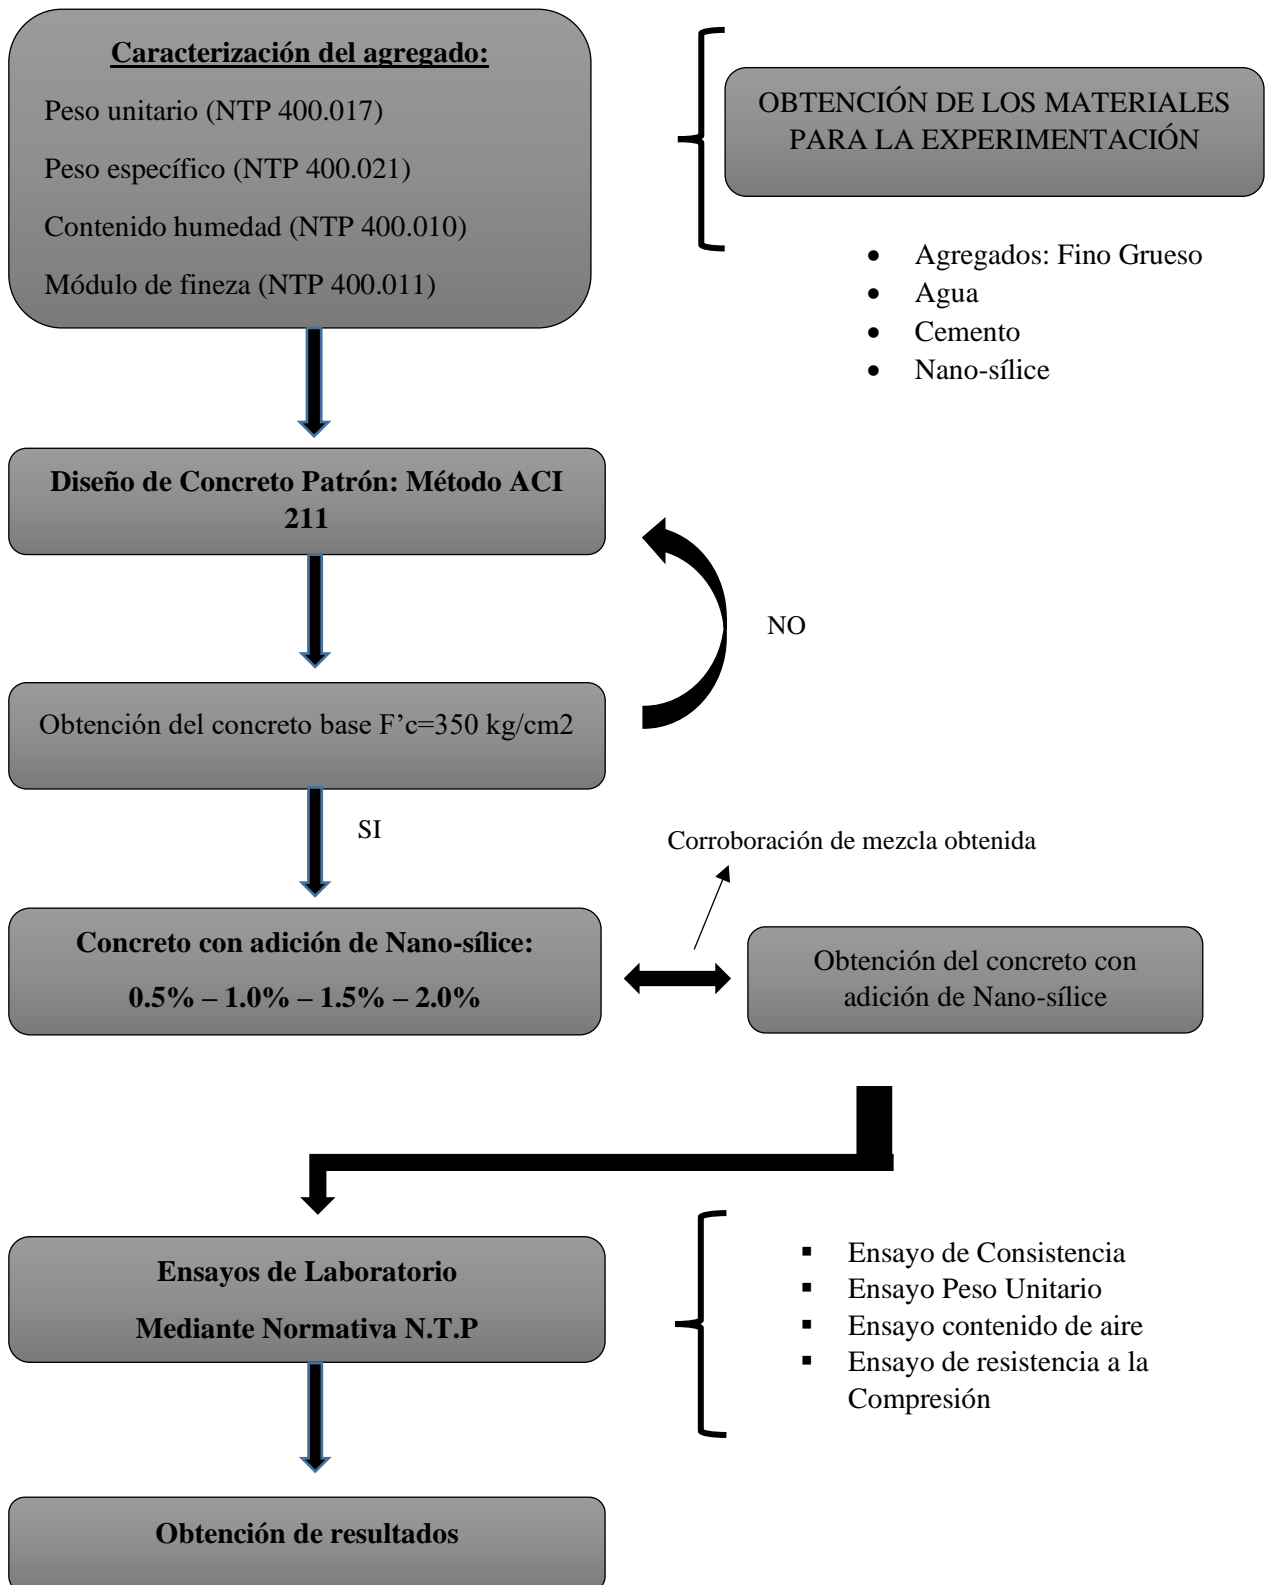 Caracterización del agregado:
Peso unitario (NTP 400.017)
Peso específico (NTP 400.021)
Contenido humedad (NTP 400.010)
Módulo de fineza (NTP 400.011)
OBTENCIÓN DE LOS MATERIALES
PARA LA EXPERIMENTACIÓN
• Agregados: Fino Grueso
• Agua
• Cemento
• Nano-sílice
Diseño de Concreto Patrón: Método ACI
211
NO
Obtención del concreto base F’c=350 kg/cm2
SI
Corroboración de mezcla obtenida
Concreto con adición de Nano-sílice:
0.5% – 1.0% – 1.5% – 2.0%
Obtención del concreto con
adición de Nano-sílice
Ensayos de Laboratorio
Mediante Normativa N.T.P
▪ Ensayo de Consistencia
▪ Ensayo Peso Unitario
▪ Ensayo contenido de aire
▪ Ensayo de resistencia a la
Compresión
Obtención de resultados